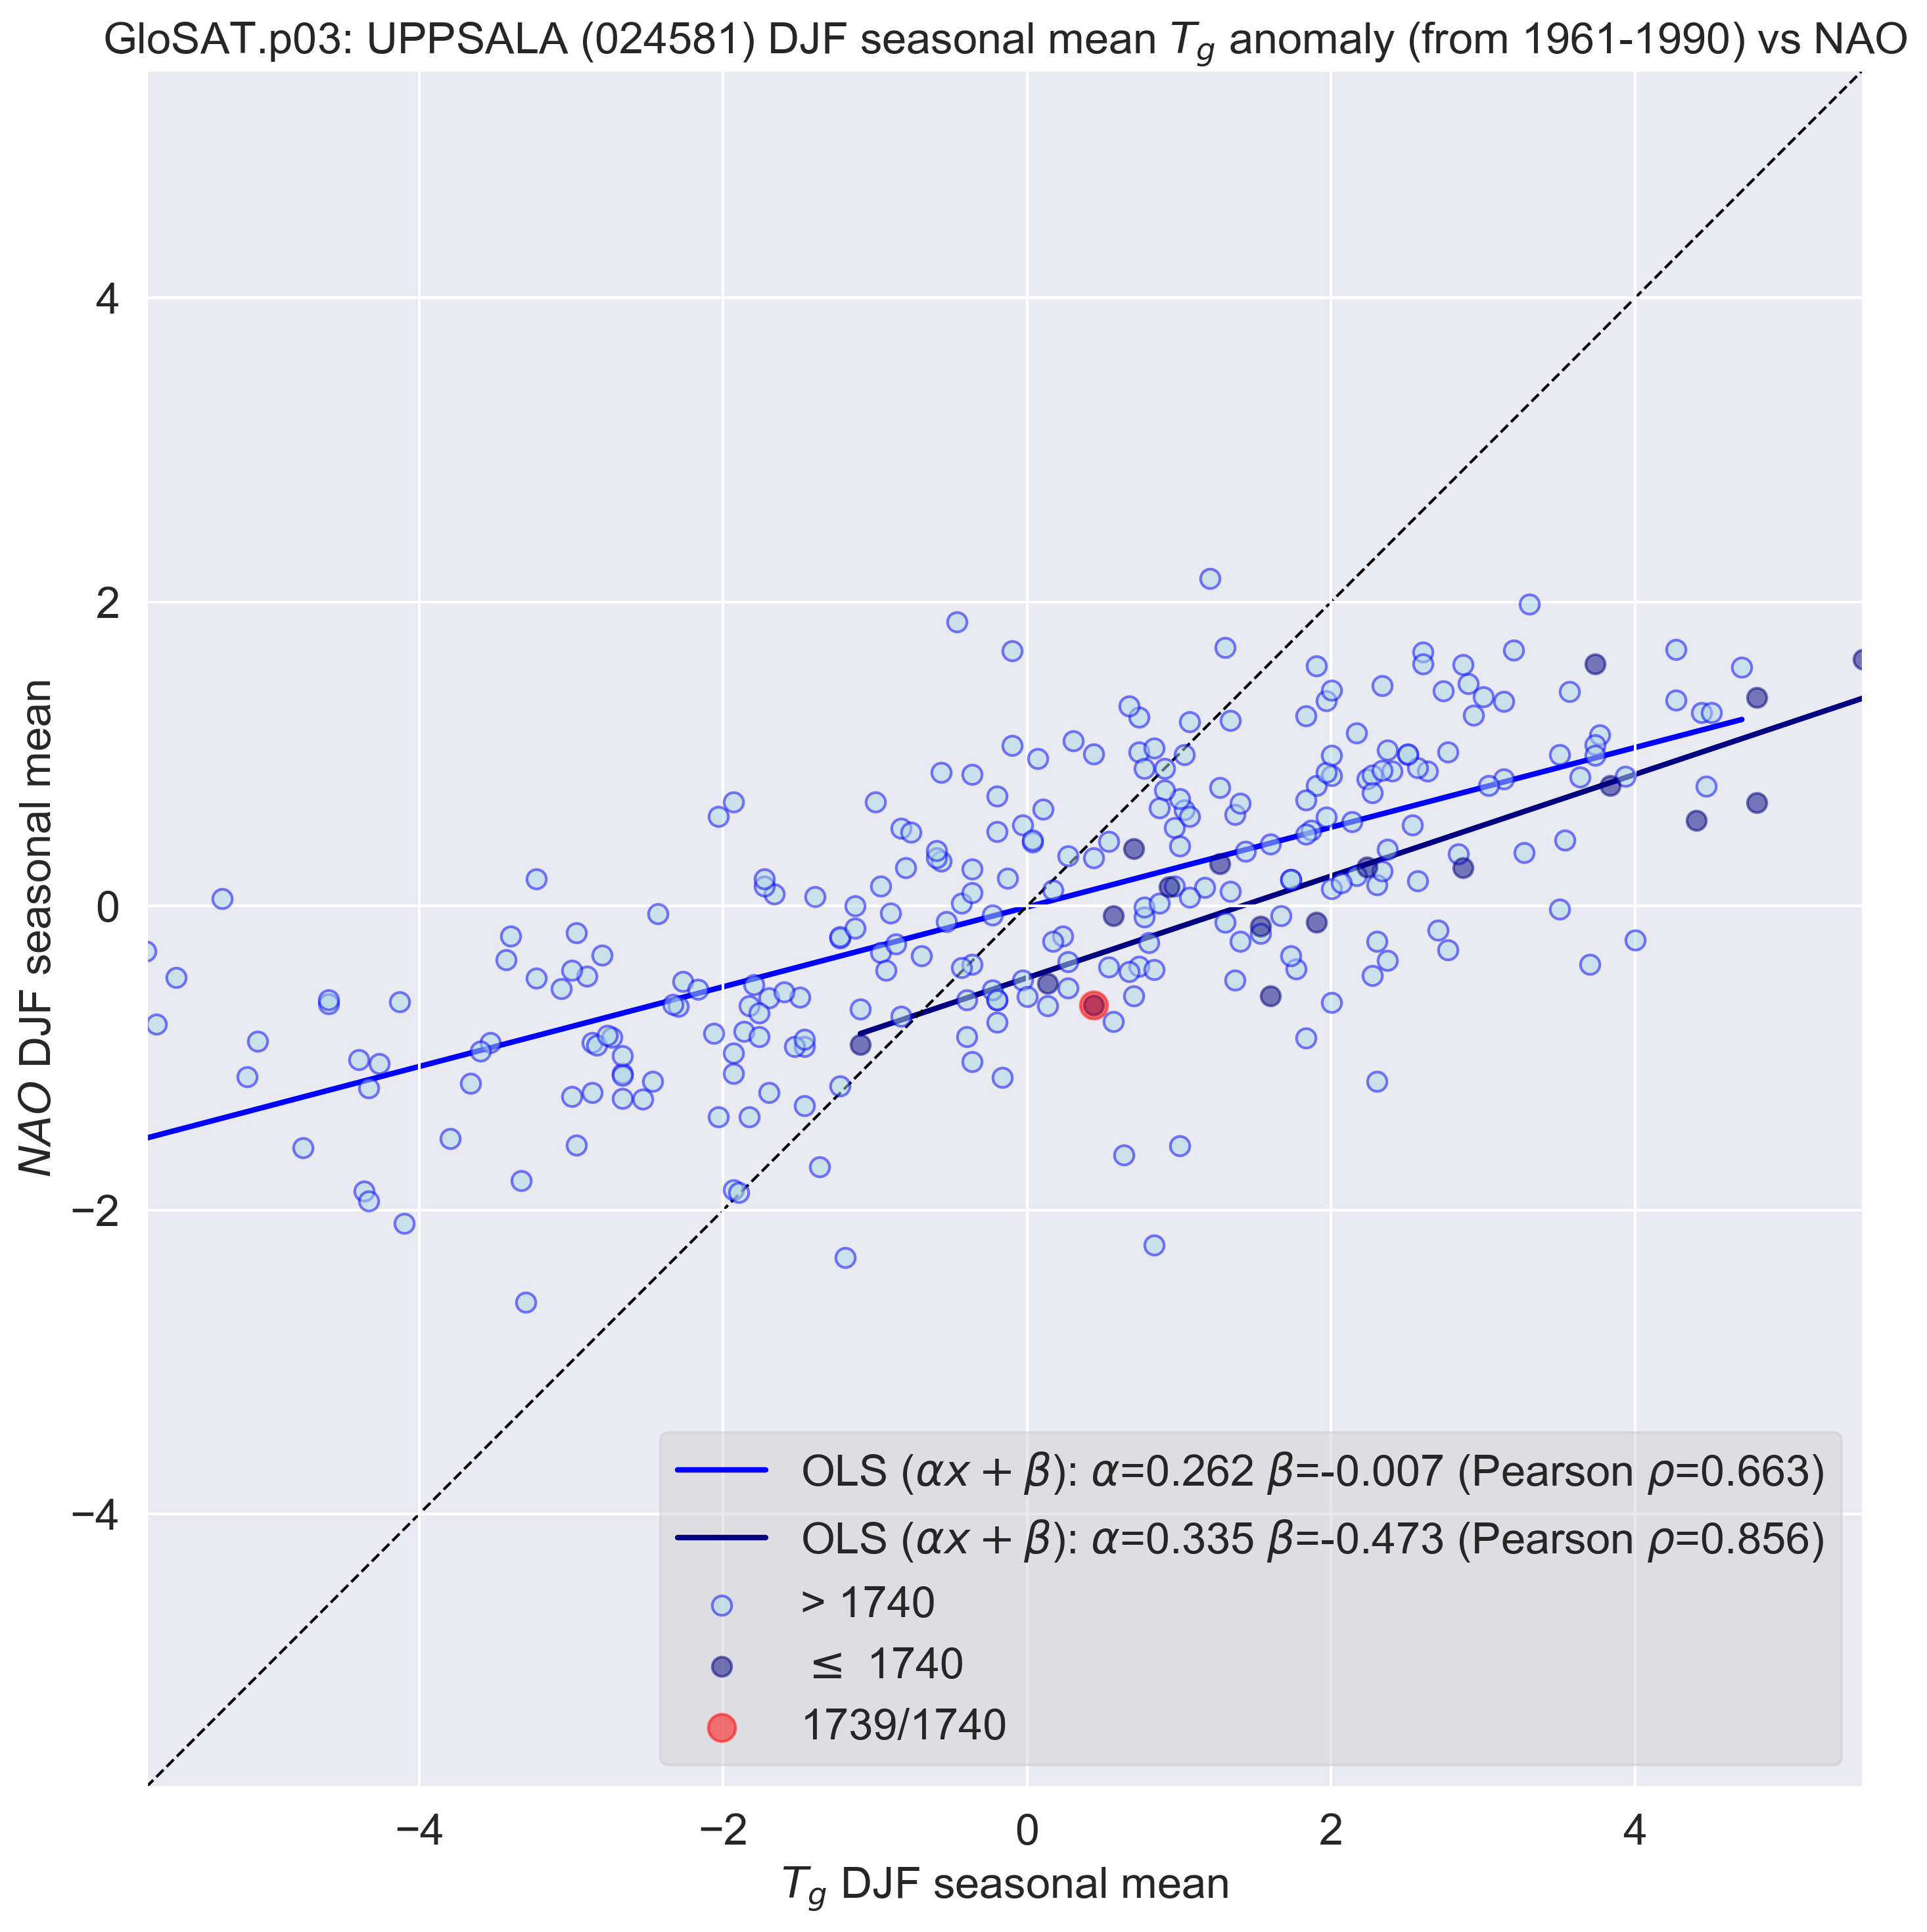 GloSAT.p03: UPPSALA (024581) DJF seasonal mean Tg anomaly (from 1961-1990) vs NAO
4
2
0
−2
−4
NAO DJF seasonal mean
OLS (αx + β): α=0.262 β=-0.007 (Pearson ρ=0.663)
OLS (αx + β): α=0.335 β=-0.473 (Pearson ρ=0.856)
> 1740
≤ 1740
1739/1740
−4 −2 0 2 4
Tg DJF seasonal mean